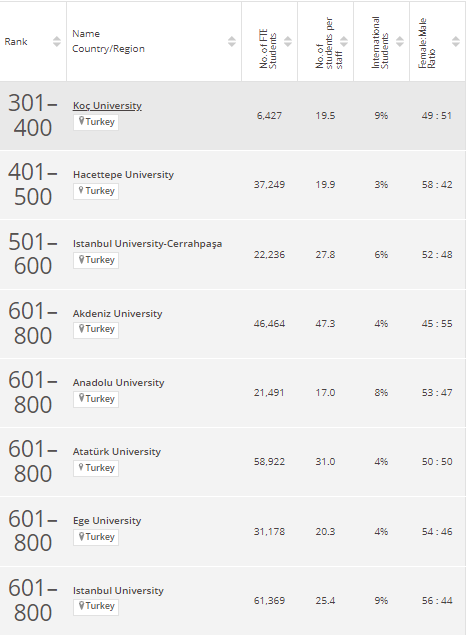 Rank
Name
Country/Region
No. of FTE
Students
No. of
students per
staff
International
Students
Female:Male
Ratio
301–
400
Koç University
Turkey
6,427
19.5
9%
49 : 51
401–
500
Hacettepe University
Turkey
37,249
19.9
3%
58 : 42
501–
600
Istanbul University-Cerrahpaşa
Turkey
22,236
27.8
6%
52 : 48
601–
800
Akdeniz University
Turkey
46,464
47.3
4%
45 : 55
601–
800
Anadolu University
Turkey
21,491
17.0
8%
53 : 47
601–
800
Atatürk University
Turkey
58,922
31.0
4%
50 : 50
601–
800
Ege University
Turkey
31,178
20.3
4%
54 : 46
601–
800
Istanbul University
Turkey
61,369
25.4
9%
56 : 44